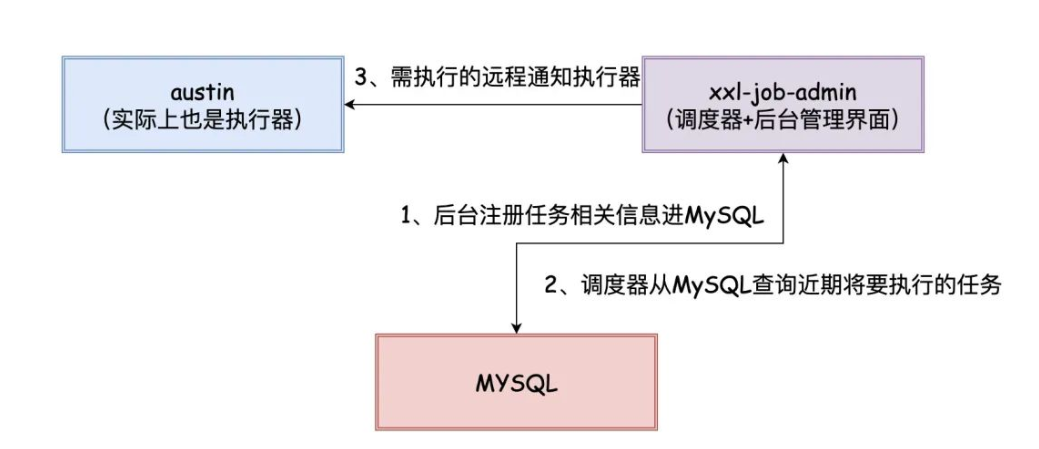 austin
（实际上也是执行器）
3、需执行的远程通知执行器
xxl-job-admin
（调度器+后台管理界面）
1、后台注册任务相关信息进MySQL
2、调度器从MySQL查询近期将要执行的任务
MYSQL